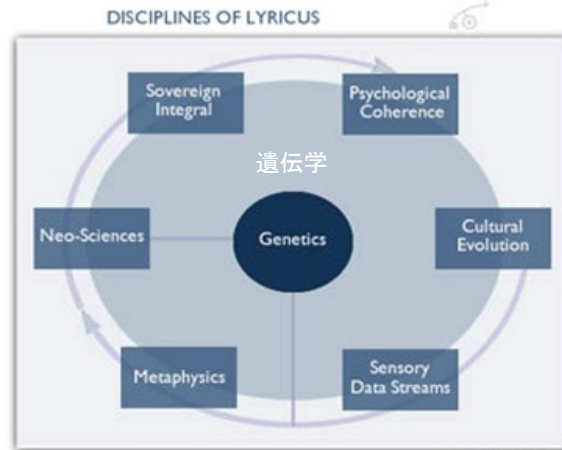 DISCIPLINES OF LYRICUS
Sovereign
Integral
Psychological
Coherence
遺伝学
Neo-Sciences
Genetics
Cultural
Evolution
Metaphysics
Sensory
Data Streams